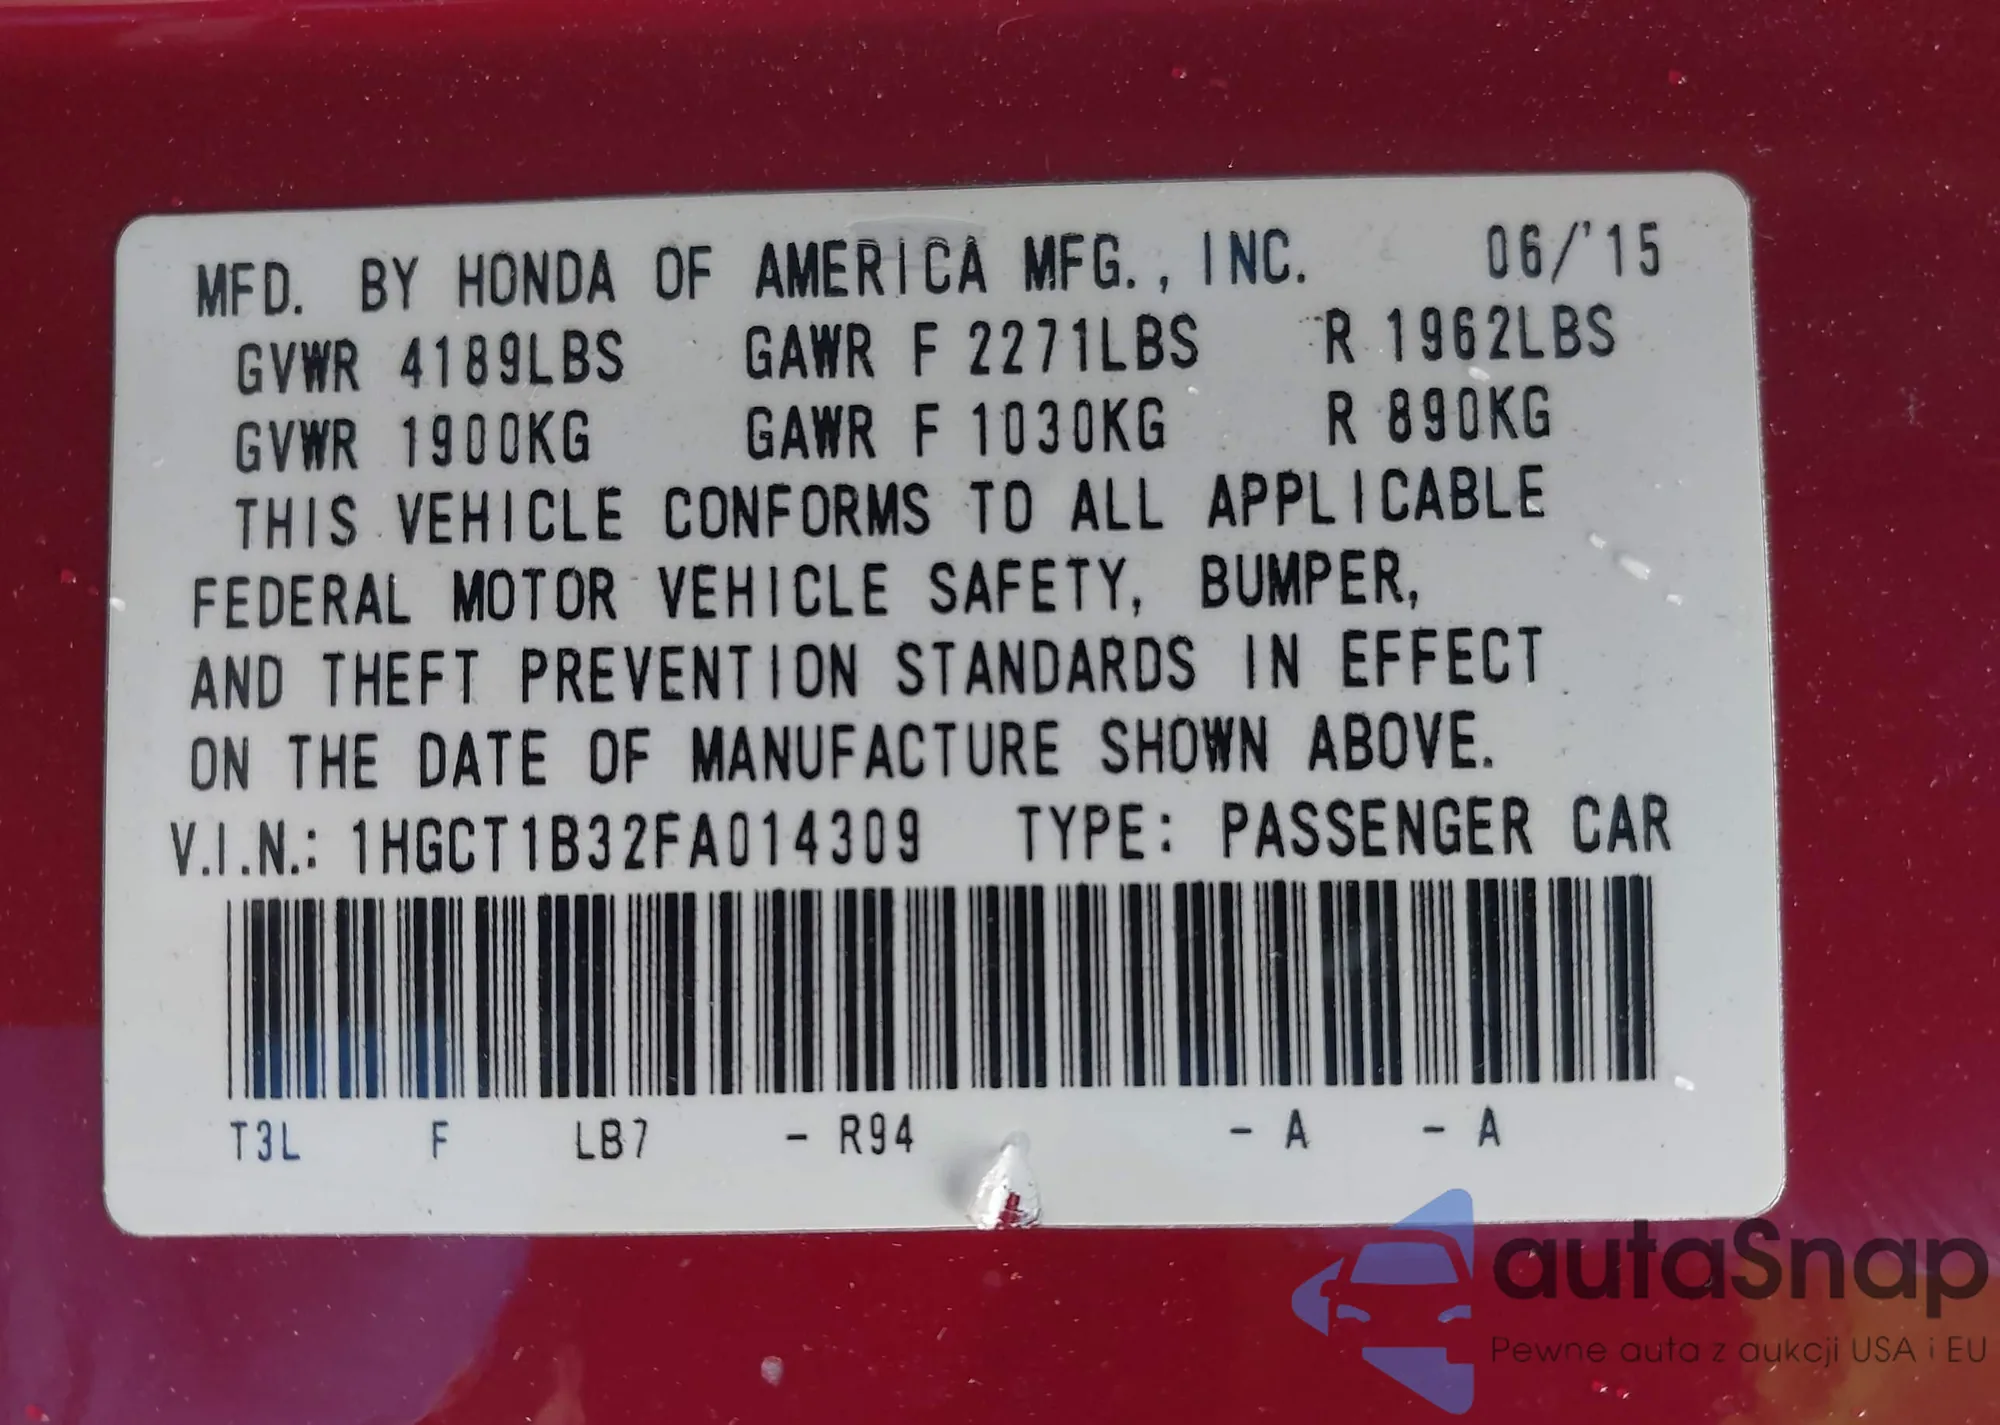 MFD. BY HONDA OF AMERICA MFG., INC. 06/'15
GVWR 4189LBS GAWR F 2271LBS R 1962LBS
GVWR 1900KG GAWR F 1030KG R 890KG
THIS VEHICLE CONFORMS TO ALL APPLICABLE
FEDERAL MOTOR VEHICLE SAFETY, BUMPER,
AND THEFT PREVENTION STANDARDS IN EFFECT
ON THE DATE OF MANUFACTURE SHOWN ABOVE.
V.I.N.: 1HGCT1B32FA014309 TYPE: PASSENGER CAR
T3L F LB7 - R94 - A - A
autaSnap
Pewne auta z aukcji USA i EU